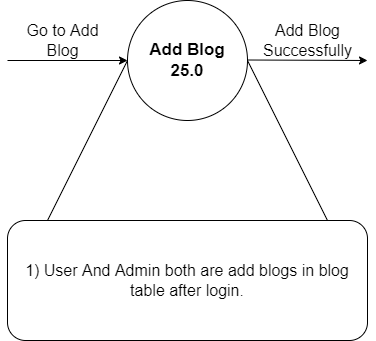 Go to Add
Blog
Add Blog
25.0
Add Blog
Successfully
1) User And Admin both are add blogs in blog
table after login.